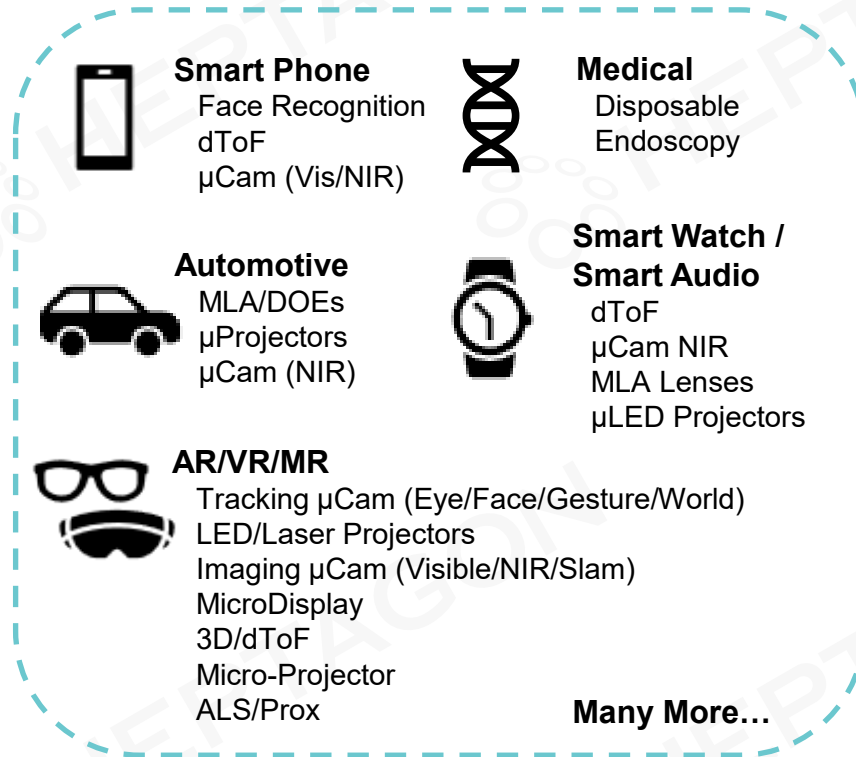 Smart Phone
Face Recognition
dToF
µCam (Vis/NIR)
Medical
Disposable
Endoscopy
Automotive
MLA/DOEs
µProjectors
µCam (NIR)
Smart Watch /
Smart Audio
dToF
µCam NIR
MLA Lenses
µLED Projectors
AR/VR/MR
Tracking µCam (Eye/Face/Gesture/World)
LED/Laser Projectors
Imaging µCam (Visible/NIR/Slam)
MicroDisplay
3D/dToF
Micro-Projector
ALS/Prox
Many More…
HEPTAGON